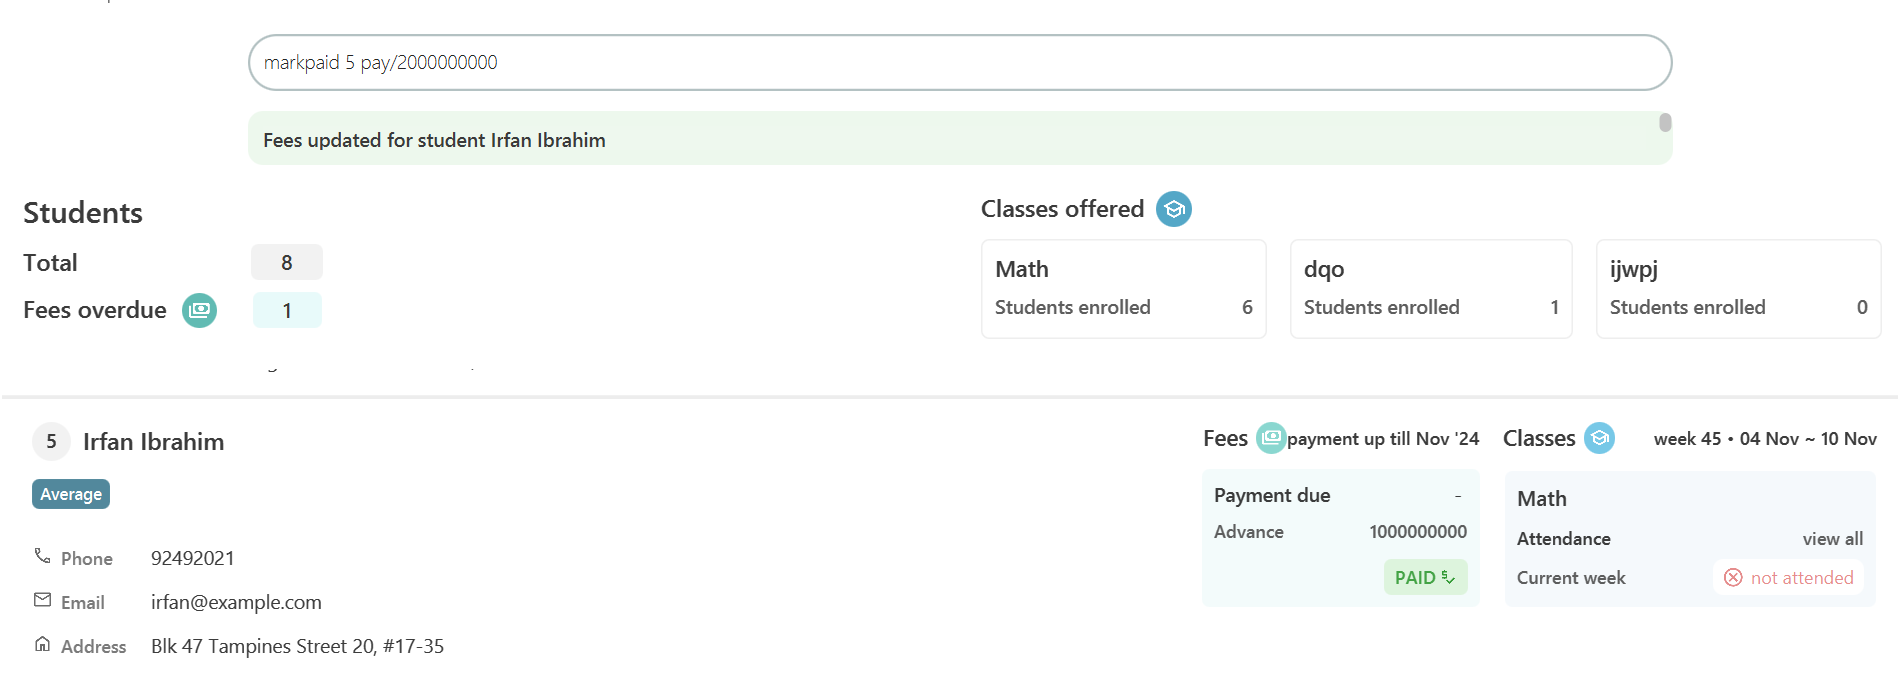 markpaid 5 pay/2000000000
Fees updated for student Irfan Ibrahim
Students
Total 8
Fees overdue 1
Classes offered
Math
Students enrolled 6
dqo
Students enrolled 1
ijwpj
Students enrolled 0
5 Irfan Ibrahim
Average
Phone 92492021
Email irfan@example.com
Address Blk 47 Tampines Street 20, #17-35
Fees payment up till Nov '24
Payment due -
Advance 1000000000
PAID
Classes week 45 • 04 Nov ~ 10 Nov
Math
Attendance view all
Current week not attended